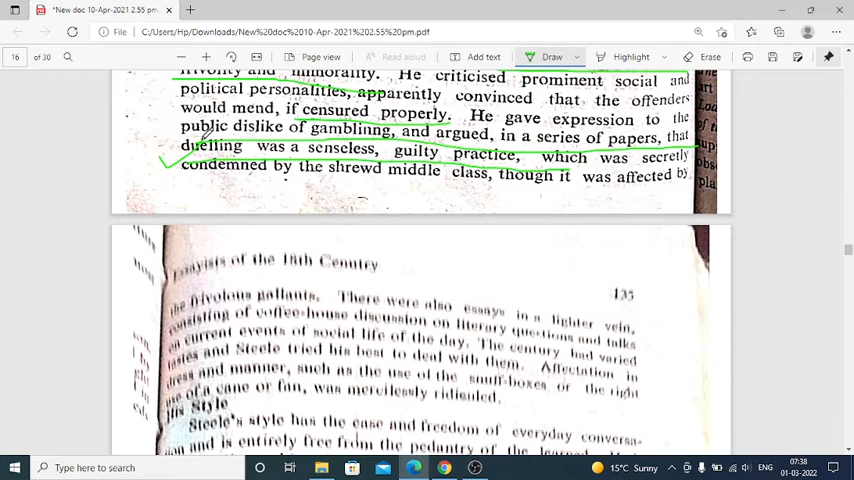 *New doc 10-Apr-2021 2.55 pm.p
File
C:/Users/Hp/Downloads/New%20doc%2010-Apr-2021%202.55%20pm.pdf
16 of 30
Page view
Read aloud
Add text
Draw
Highlight
Erase
frivolity and immorality. He criticised prominent social and
political personalities, apparently convinced that the offenders
would mend, if censured properly. He gave expression to the
public dislike of gamblinng, and argued, in a series of papers, that
duelling was a senseless, guilty practice, which was secretly
condemned by the shrewd middle class, though it was affected by
Essayists of the 18th Cenutry
135
the frivolous gallants. There were also essays in a lighter vein,
consisting of coffee-house discussion on literary questions and talks
on current events of social life of the day. The century had varied
tastes and Steele tried his best to deal with them. Affectation in
dress and manner, such as the use of the snuff-boxes or the right
use of a cane or fan, was mercilessly ridiculed.
His Style
Steele's style has the ease and freedom of everyday conversa-
tion and is entirely free from the pedantry of the learned.
Type here to search
15°C Sunny
ENG
07:38
01-03-2022